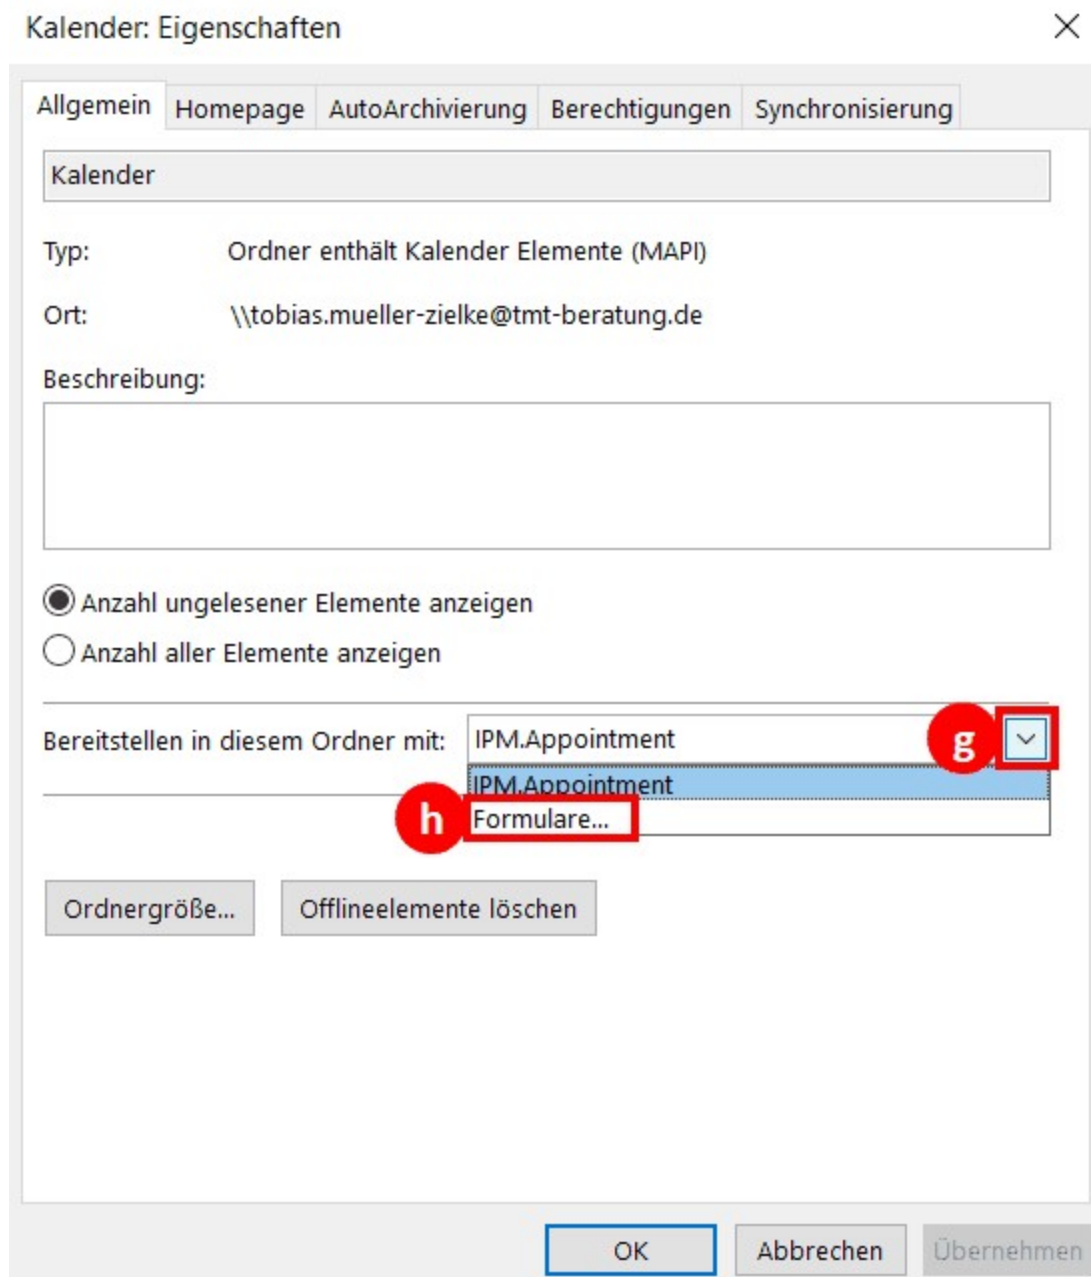 Kalender: Eigenschaften
Allgemein Homepage AutoArchivierung Berechtigungen Synchronisierung
Kalender
Typ: Ordner enthält Kalender Elemente (MAPI)
Ort: \\tobias.mueller-zielke@tmt-beratung.de
Beschreibung:
Anzahl ungelesener Elemente anzeigen
Anzahl aller Elemente anzeigen
Bereitstellen in diesem Ordner mit: IPM.Appointment g
IPM.Appointment
h Formulare...
Ordnergröße... Offlineelemente löschen
OK Abbrechen Übernehmen